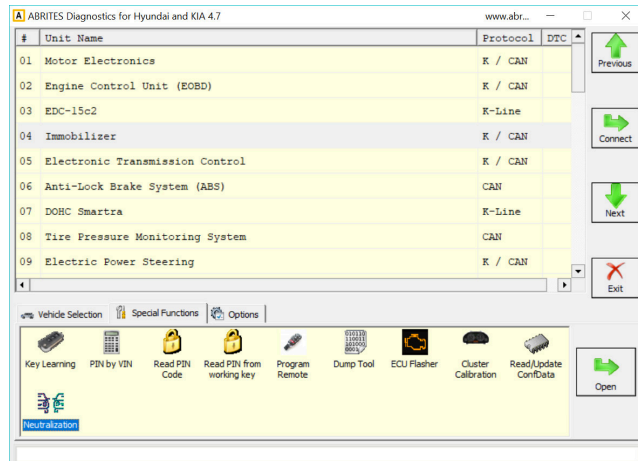 ABRITES Diagnostics for Hyundai and KIA 4.7 www.abr...
# Unit Name Protocol DTC
01 Motor Electronics K / CAN
02 Engine Control Unit (EOBD) K / CAN
03 EDC-15c2 K-Line
04 Immobilizer K / CAN
05 Electronic Transmission Control K / CAN
06 Anti-Lock Brake System (ABS) CAN
07 DOHC Smartra K-Line
08 Tire Pressure Monitoring System CAN
09 Electric Power Steering K / CAN
Previous
Connect
Next
Exit
Vehicle Selection Special Functions Options
Key Learning PIN by VIN Read PIN Code Read PIN from working key Program Remote Dump Tool ECU Flasher Cluster Calibration Read/Update ConfData
Neutralization
Open